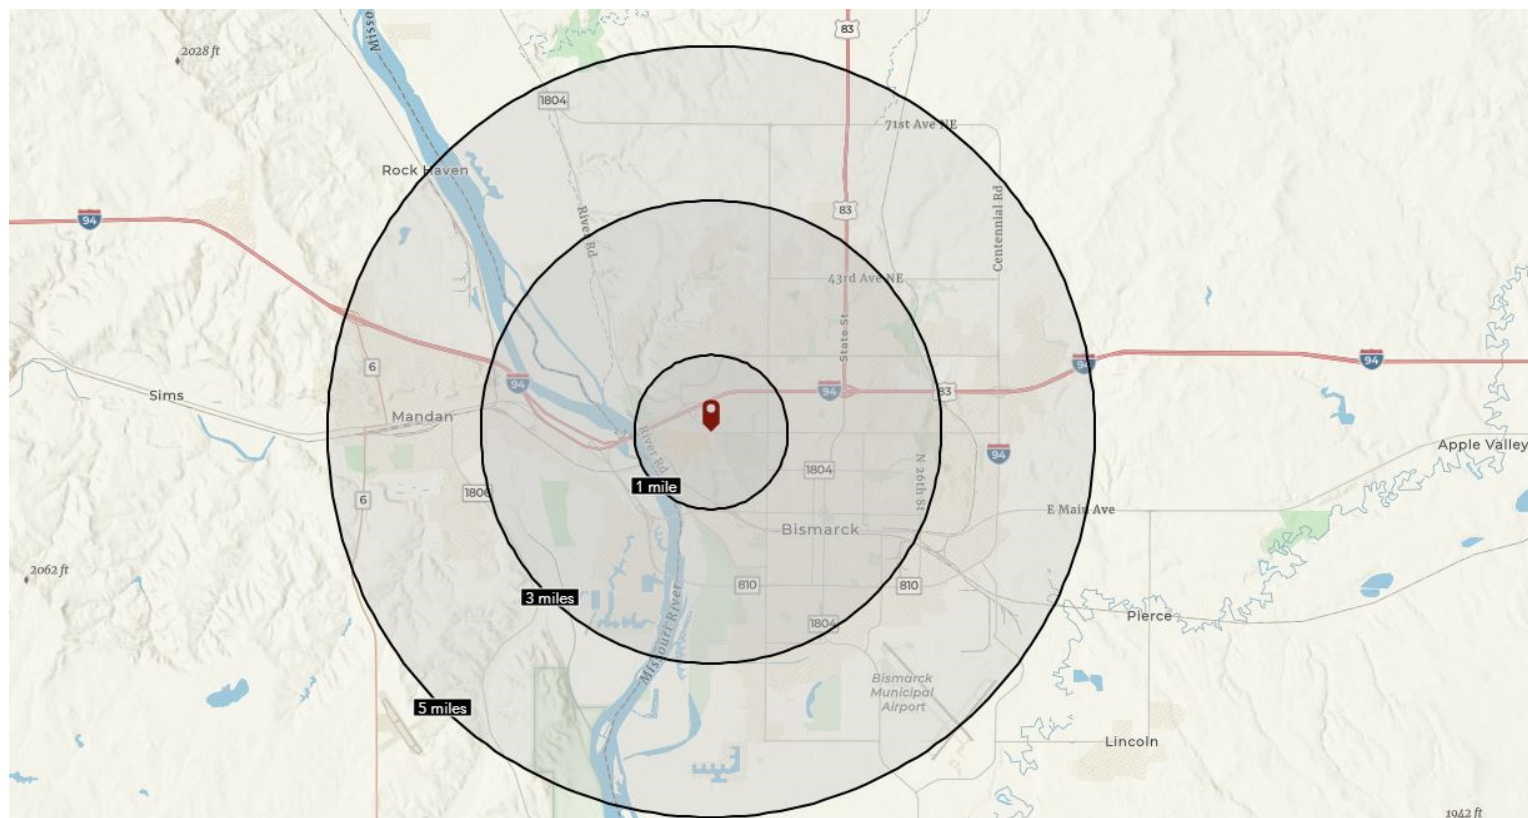 Misso
83
2028 ft
1804
71st Ave NE
Rock Haven
Centennial Rd
83
94
River Rd
43rd Ave NE
State St
94
94
6
94
94
83
Sims
Mandan
River Rd
Apple Valley
94
1804
N 26th St
1 mile
1806
6
E Main Ave
Bismarck
2062 ft
810
810
3 miles
Pierce
1804
Missouri River
Bismarck
Municipal
Airport
5 miles
Lincoln
1942 ft